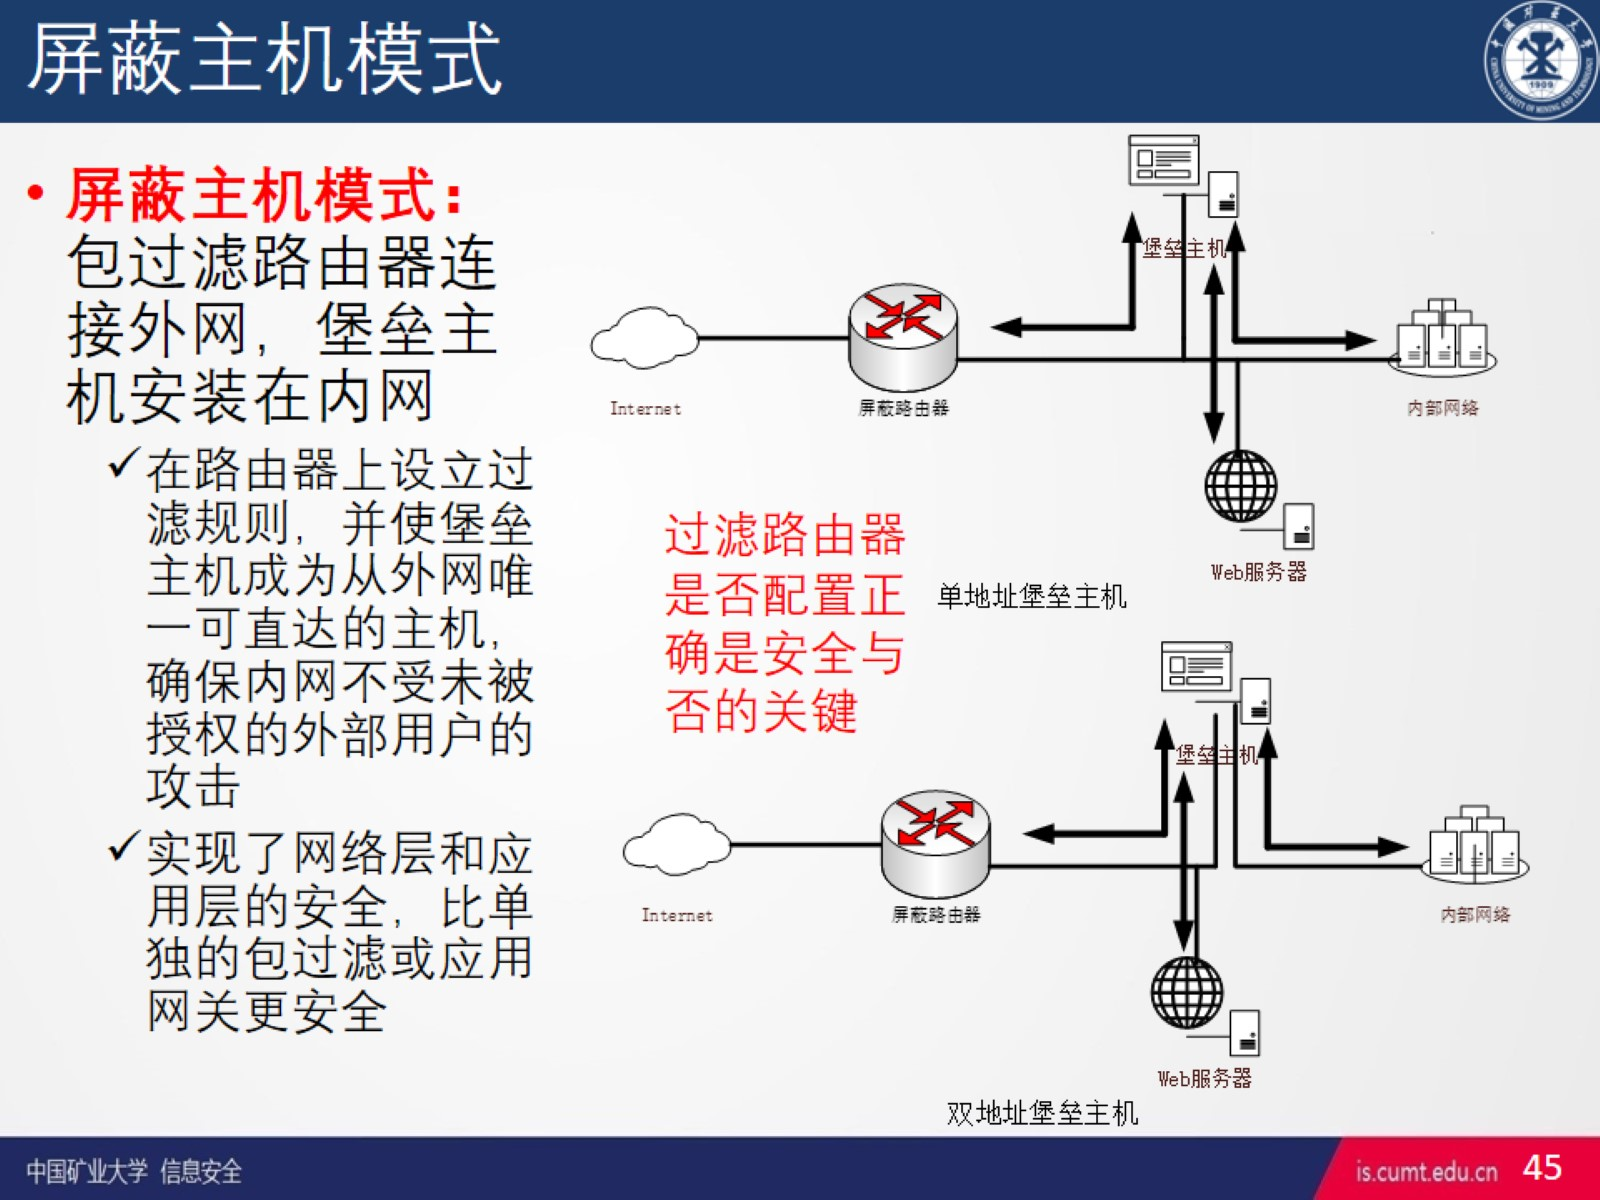 屏蔽主机模式
• 屏蔽主机模式：
包过滤路由器连
接外网，堡垒主
机安装在内网
✓在路由器上设立过
滤规则，并使堡垒
主机成为从外网唯
一可直达的主机，
确保内网不受未被
授权的外部用户的
攻击
✓实现了网络层和应
用层的安全，比单
独的包过滤或应用
网关更安全
堡垒主机
Internet
屏蔽路由器
内部网络
Web服务器
单地址堡垒主机
过滤路由器
是否配置正
确是安全与
否的关键
堡垒主机
Internet
屏蔽路由器
内部网络
Web服务器
双地址堡垒主机
中国矿业大学 信息安全
is.cumt.edu.cn 45
CHINA UNIVERSITY OF MINING AND TECHNOLOGY
1909